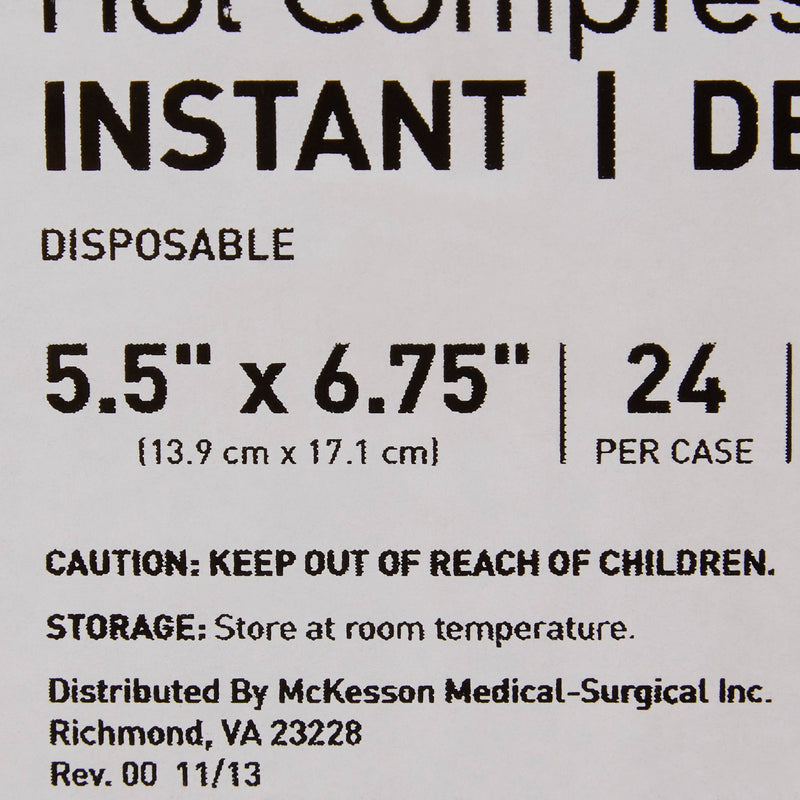 Hot Compres
INSTANT | DE
DISPOSABLE
5.5" x 6.75" | 24 |
(13.9 cm x 17.1 cm) PER CASE
CAUTION: KEEP OUT OF REACH OF CHILDREN.
STORAGE: Store at room temperature.
Distributed By McKesson Medical-Surgical Inc.
Richmond, VA 23228
Rev. 00 11/13